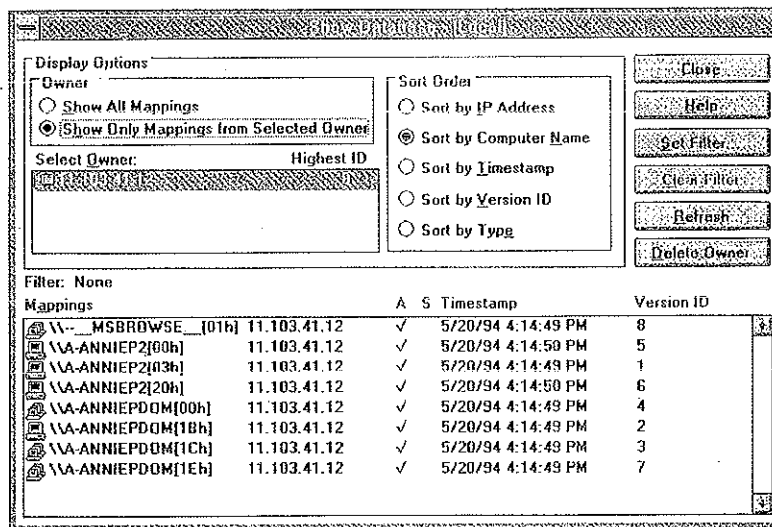 Show Database - (Local)
Display Options
Owner
Show All Mappings
Show Only Mappings from Selected Owner
Select Owner:	Highest ID
Sort Order
Sort by IP Address
Sort by Computer Name
Sort by Timestamp
Sort by Version ID
Sort by Type
Close
Help
Set Filter...
Clear Filter
Refresh
Delete Owner
Filter: None
Mappings	A	S	Timestamp	Version ID
\\--__MSBROWSE__[01h]	11.103.41.12	√	5/20/94 4:14:49 PM	8
\\A-ANNIEP2[00h]	11.103.41.12	√	5/20/94 4:14:50 PM	5
\\A-ANNIEP2[03h]	11.103.41.12	√	5/20/94 4:14:49 PM	1
\\A-ANNIEP2[20h]	11.103.41.12	√	5/20/94 4:14:50 PM	6
\\A-ANNIEPDOM[00h]	11.103.41.12	√	5/20/94 4:14:49 PM	4
\\A-ANNIEPDOM[1Bh]	11.103.41.12	√	5/20/94 4:14:49 PM	2
\\A-ANNIEPDOM[1Ch]	11.103.41.12	√	5/20/94 4:14:49 PM	3
\\A-ANNIEPDOM[1Eh]	11.103.41.12	√	5/20/94 4:14:49 PM	7